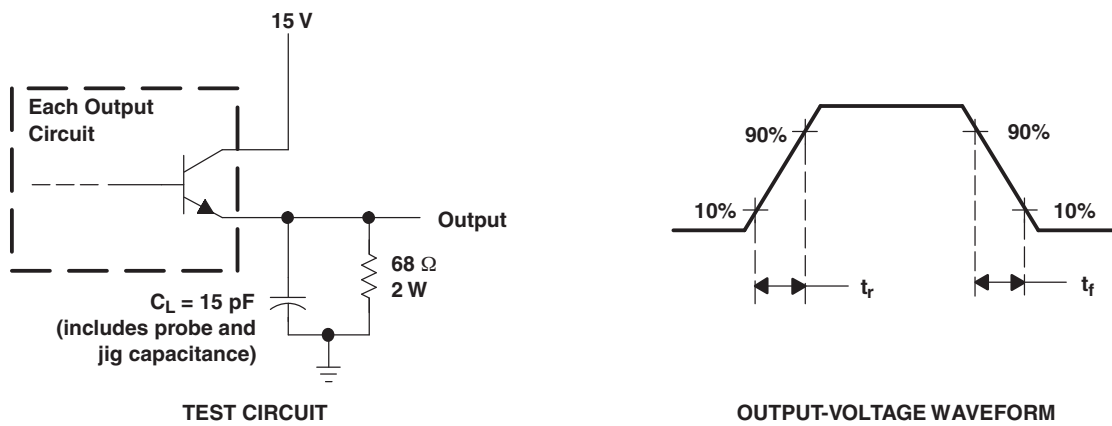 15 V
Each Output
Circuit
Output
68 Ω
2 W
C_L = 15 pF
(includes probe and
jig capacitance)
TEST CIRCUIT
90%
90%
10%
10%
t_r
t_f
OUTPUT-VOLTAGE WAVEFORM